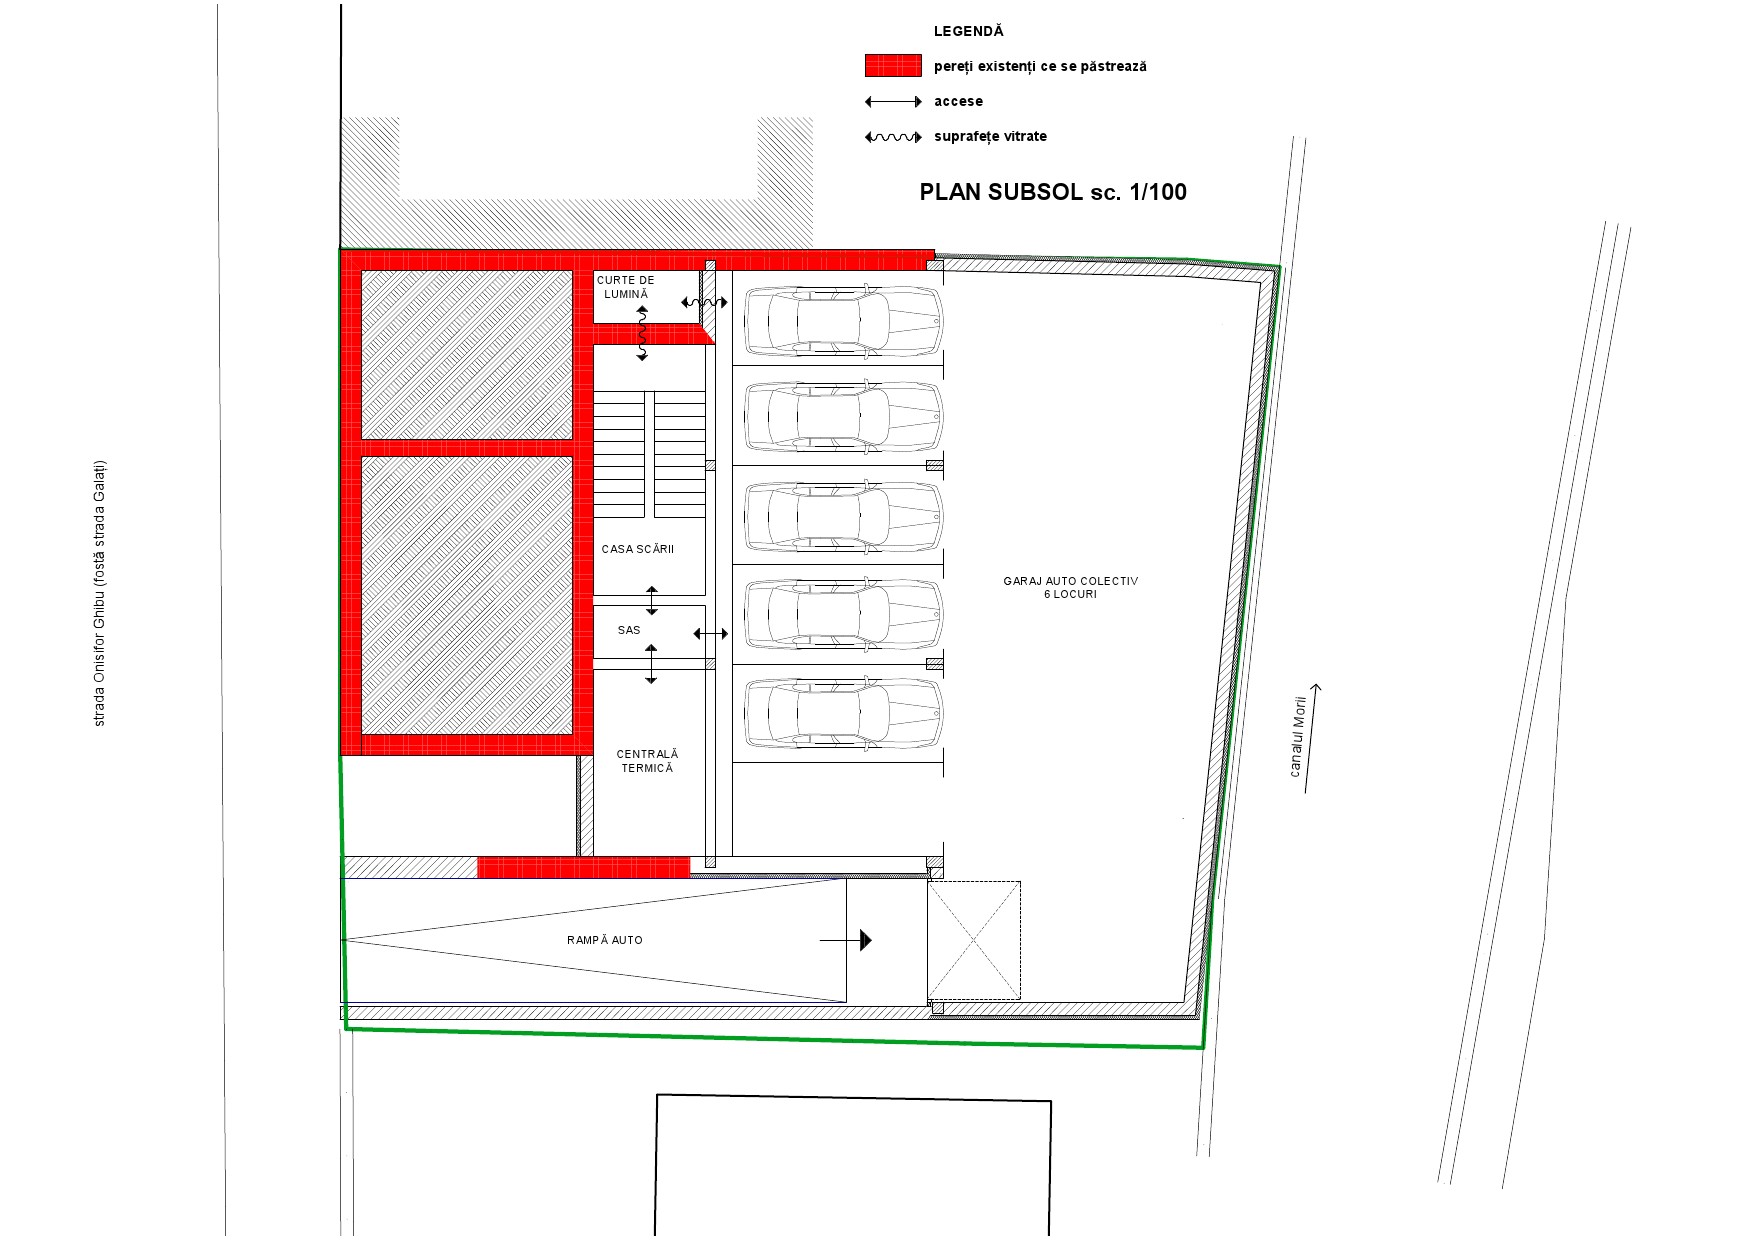 LEGENDĂ
pereți existenți ce se păstrează
accese
suprafețe vitrate
PLAN SUBSOL sc. 1/100
CURTE DE
LUMINĂ
CASA SCĂRII
SAS
CENTRALĂ
TERMICĂ
GARAJ AUTO COLECTIV
6 LOCURI
RAMPĂ AUTO
strada Onisifor Ghibu (fostă strada Galați)
canalul Morii